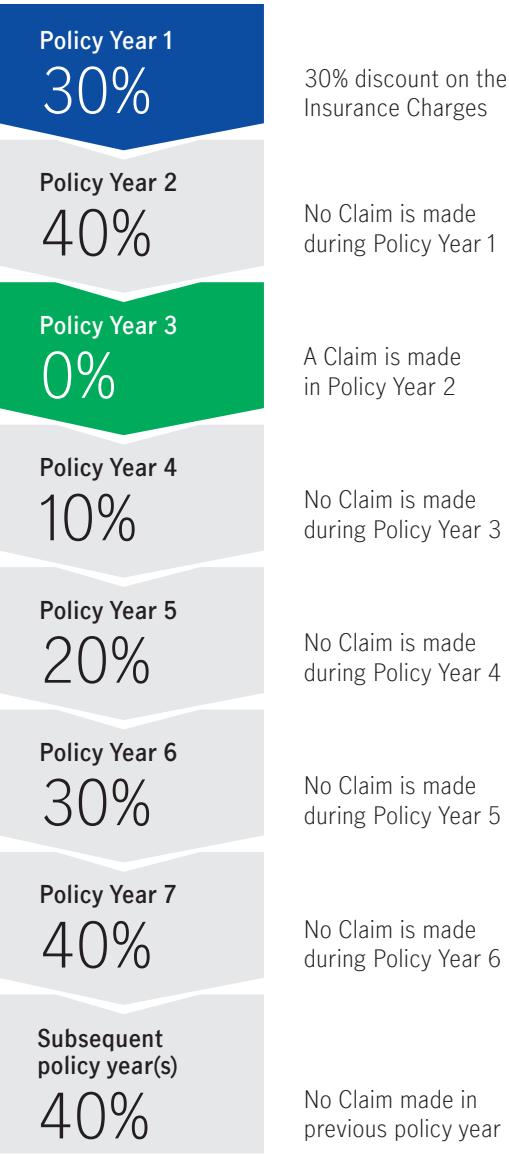 Policy Year 1
30%
30% discount on the
Insurance Charges
Policy Year 2
40%
No Claim is made
during Policy Year 1
Policy Year 3
0%
A Claim is made
in Policy Year 2
Policy Year 4
10%
No Claim is made
during Policy Year 3
Policy Year 5
20%
No Claim is made
during Policy Year 4
Policy Year 6
30%
No Claim is made
during Policy Year 5
Policy Year 7
40%
No Claim is made
during Policy Year 6
Subsequent
policy year(s)
40%
No Claim made in
previous policy year